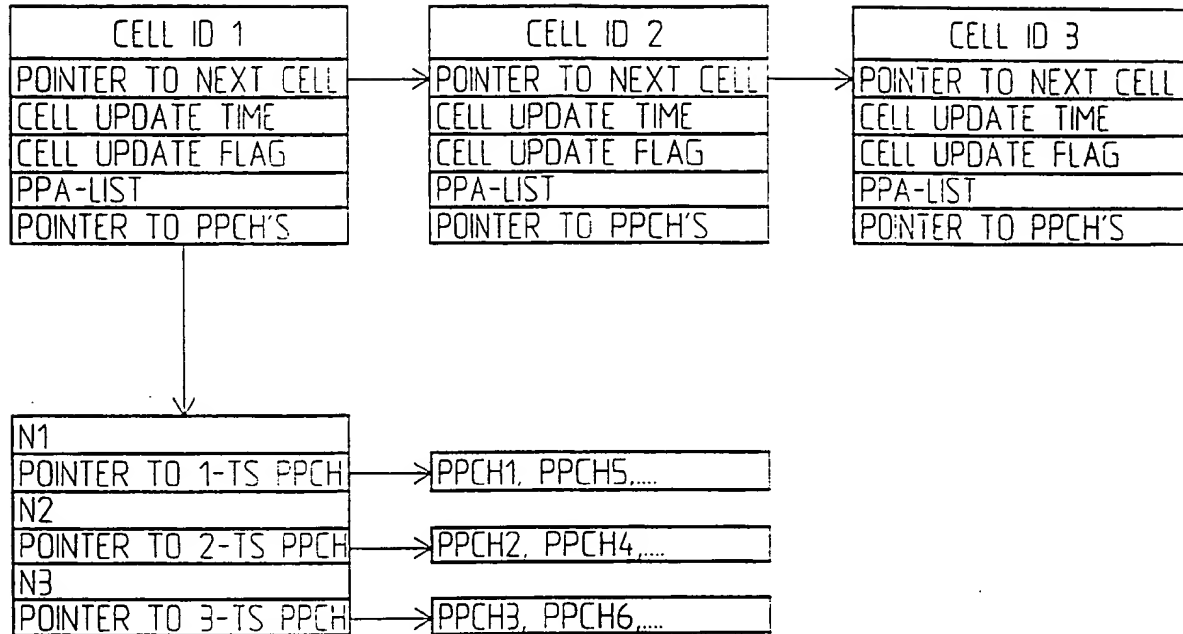 CELL ID 1
POINTER TO NEXT CELL
CELL UPDATE TIME
CELL UPDATE FLAG
PPA-LIST
POINTER TO PPCH'S
CELL ID 2
POINTER TO NEXT CELL
CELL UPDATE TIME
CELL UPDATE FLAG
PPA-LIST
POINTER TO PPCH'S
CELL ID 3
POINTER TO NEXT CELL
CELL UPDATE TIME
CELL UPDATE FLAG
PPA-LIST
POINTER TO PPCH'S
N1
POINTER TO 1-TS PPCH
PPCH1, PPCH5,....
N2
POINTER TO 2-TS PPCH
PPCH2, PPCH4,....
N3
POINTER TO 3-TS PPCH
PPCH3, PPCH6,....